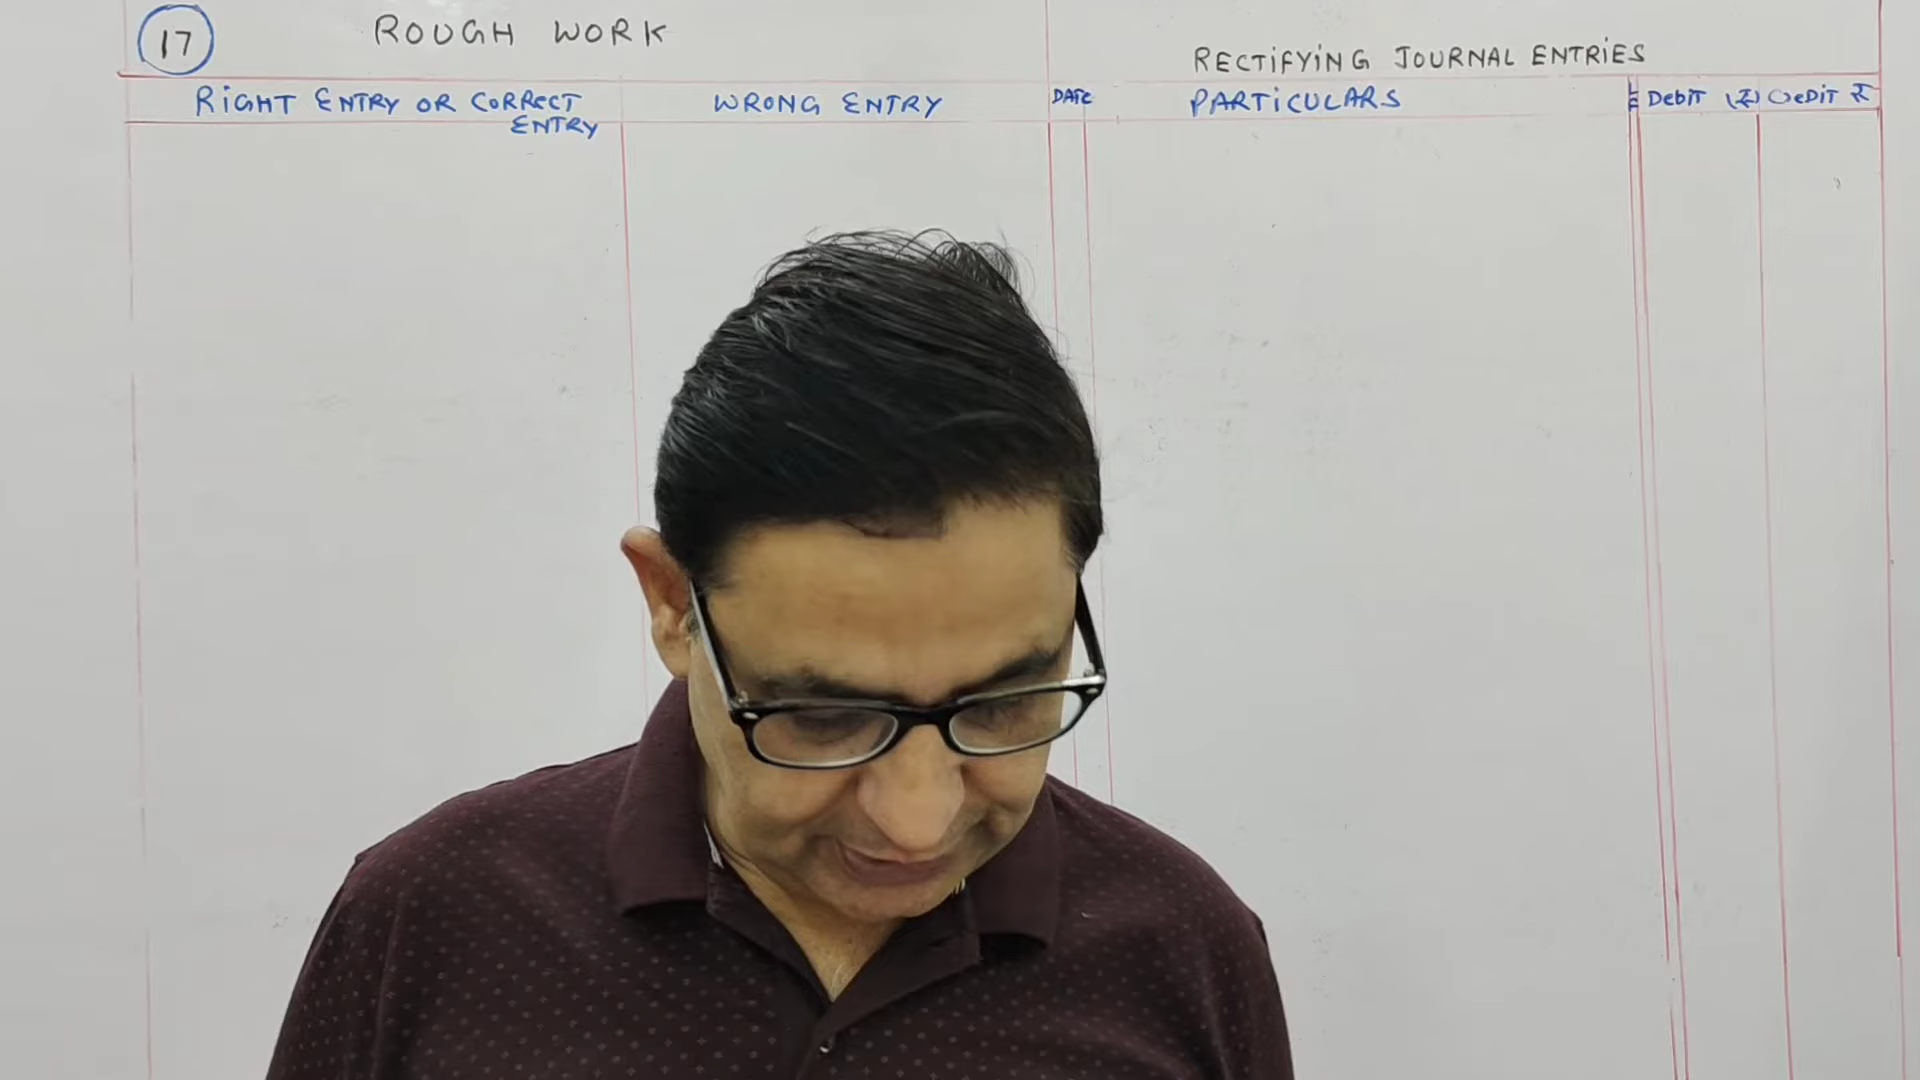 17
ROUGH WORK
RECTIFYING JOURNAL ENTRIES
RIGHT ENTRY OR CORRECT
ENTRY
WRONG ENTRY
DATE
PARTICULARS
Debit (₹)
Credit ₹